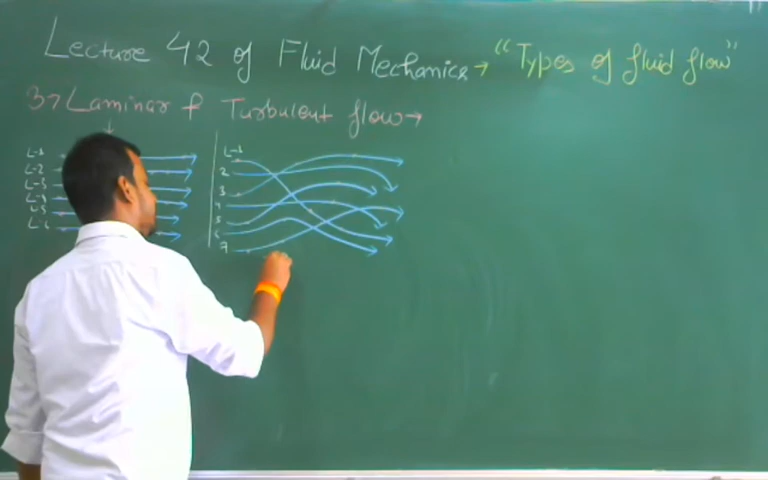 Lecture 42 of Fluid Mechanics → "Types of fluid flow"
3→ Laminar & Turbulent flow →
L-1
L-2
L-3
L-4
L-5
L-6
L-1
2
3
4
5
6
7